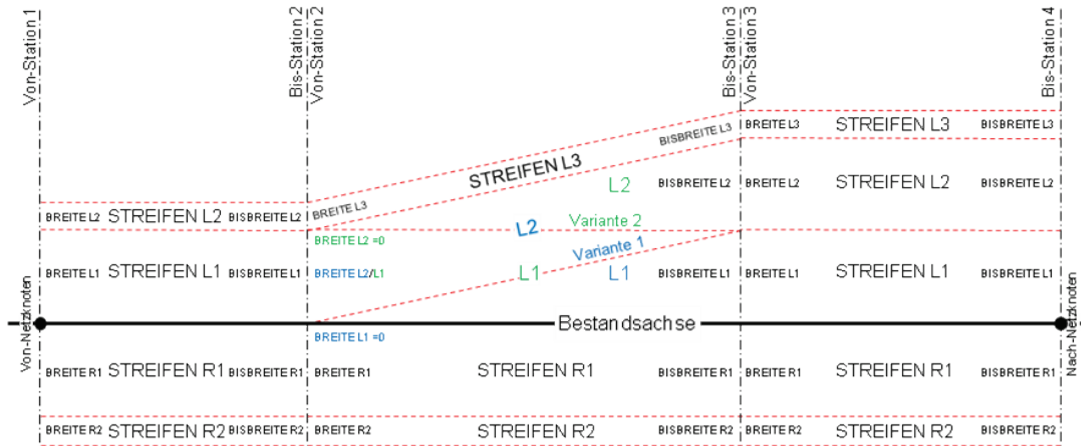 Von-Station 1
Bis-Station 2
Von-Station 2
Bis-Station 3
Von-Station 3
Bis-Station 4
BREITE L3 STREIFEN L3 BISBREITE L3
BREITE L3 STREIFEN L3 BISBREITE L3
L2 BISBREITE L2 BREITE L2 STREIFEN L2 BISBREITE L2
BREITE L2 STREIFEN L2 BISBREITE L2
L2 Variante 2
BREITE L2 =0
Variante 1
BREITE L1 STREIFEN L1 BISBREITE L1 BREITE L2/L1 L1 L1 BISBREITE L1 BREITE L1 STREIFEN L1 BISBREITE L1
Bestandsachse
BREITE L1 =0
Von-Netzknoten
Nach-Netzknoten
BREITE R1 STREIFEN R1 BISBREITE R1 BREITE R1 STREIFEN R1 BISBREITE R1 BREITE R1 STREIFEN R1 BISBREITE R1
BREITE R2 STREIFEN R2 BISBREITE R2 BREITE R2 STREIFEN R2 BISBREITE R2 BREITE R2 STREIFEN R2 BISBREITE R2